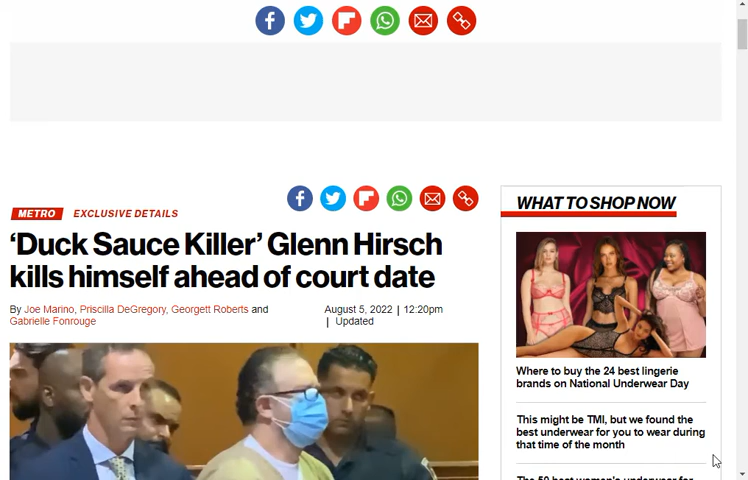 METRO EXCLUSIVE DETAILS
'Duck Sauce Killer' Glenn Hirsch
kills himself ahead of court date
By Joe Marino, Priscilla DeGregory, Georgett Roberts and
Gabrielle Fonrouge
August 5, 2022 | 12:20pm
| Updated
WHAT TO SHOP NOW
Where to buy the 24 best lingerie
brands on National Underwear Day
This might be TMI, but we found the
best underwear for you to wear during
that time of the month
The 50 best women's underwear for